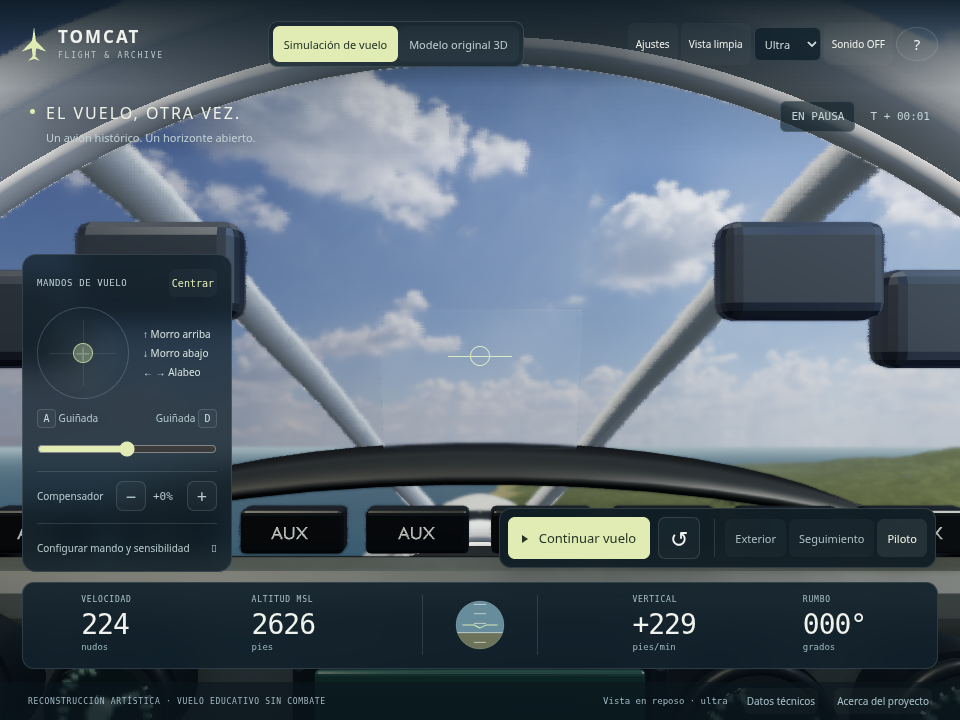 TOMCAT
FLIGHT & ARCHIVE
Simulación de vuelo
Modelo original 3D
Ajustes
Vista limpia
Ultra
Sonido OFF
?
EL VUELO, OTRA VEZ.
Un avión histórico. Un horizonte abierto.
EN PAUSA
T + 00:01
MANDOS DE VUELO
Centrar
↑ Morro arriba
↓ Morro abajo
← → Alabeo
A Guiñada
Guiñada D
Compensador
− +0% +
Configurar mando y sensibilidad
AUX
AUX
Continuar vuelo
↺
Exterior
Seguimiento
Piloto
VELOCIDAD
224
nudos
ALTITUD MSL
2626
pies
VERTICAL
+229
pies/min
RUMBO
000°
grados
RECONSTRUCCIÓN ARTÍSTICA · VUELO EDUCATIVO SIN COMBATE
Vista en reposo · ultra
Datos técnicos
Acerca del proyecto